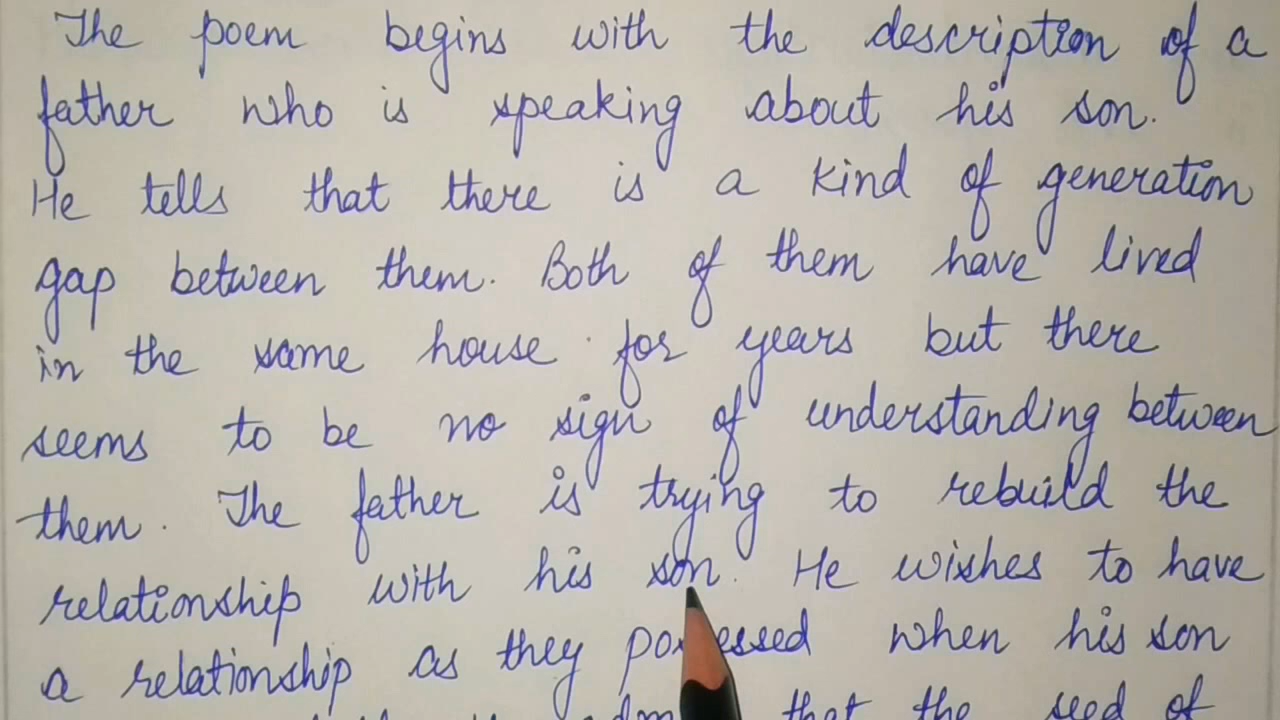 The poem begins with the description of a
father who is speaking about his son.
He tells that there is a kind of generation
gap between them. Both of them have lived
in the same house for years but there
seems to be no sign of understanding between
them. The father is trying to rebuild the
relationship with his son. He wishes to have
a relationship as they possessed when his son
that the seed of